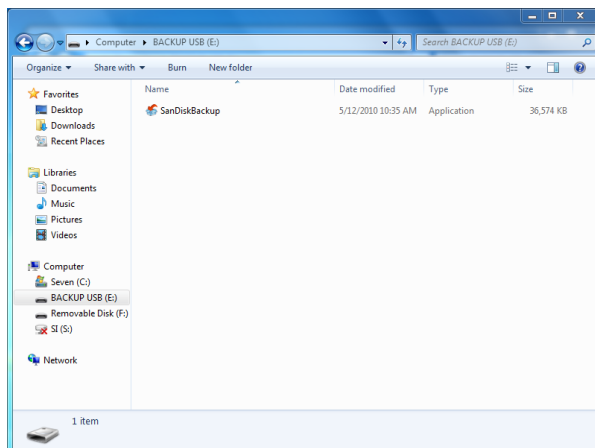 Computer BACKUP USB (E:) Search BACKUP USB (E:)
Organize Share with Burn New folder
Favorites
Desktop
Downloads
Recent Places
Libraries
Documents
Music
Pictures
Videos
Computer
Seven (C:)
BACKUP USB (E:)
Removable Disk (F:)
SI (S:)
Network
Name Date modified Type Size
SanDiskBackup 5/12/2010 10:35 AM Application 36,574 KB
1 item